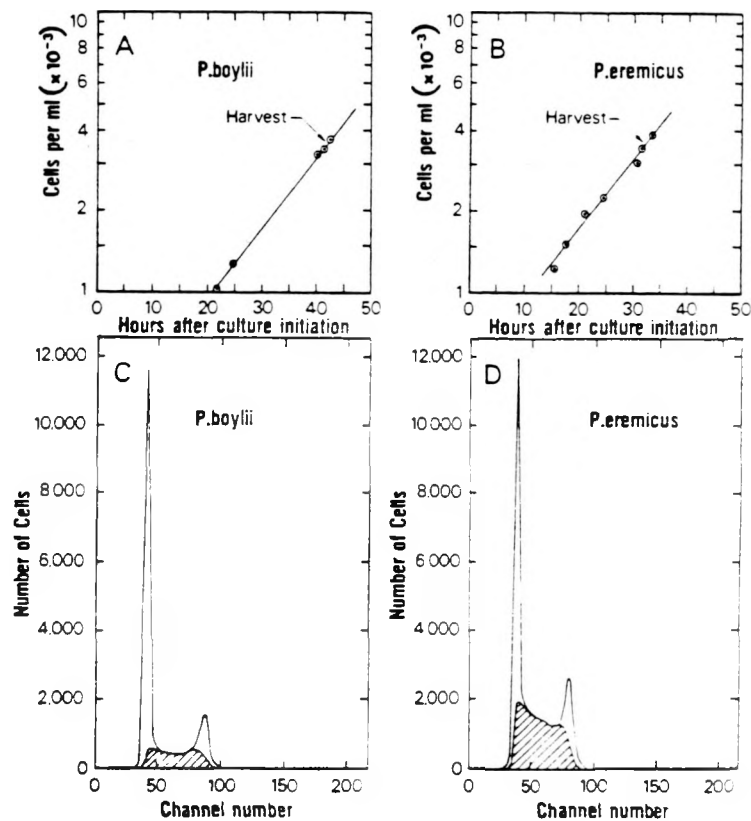 A
P.boylii
Harvest
Cells per ml (×10⁻³)
10
8
6
4
2
1
0 10 20 30 40 50
Hours after culture initiation
B
P.eremicus
Harvest
Cells per ml (×10⁻³)
10
8
6
4
2
1
0 10 20 30 40 50
Hours after culture initiation
C
P.boylii
Number of Cells
12.000
10.000
8.000
6.000
4.000
2.000
0
0 50 100 150 200
Channel number
D
P.eremicus
Number of Cells
12.000
10.000
8.000
6.000
4.000
2.000
0
0 50 100 150 200
Channel number